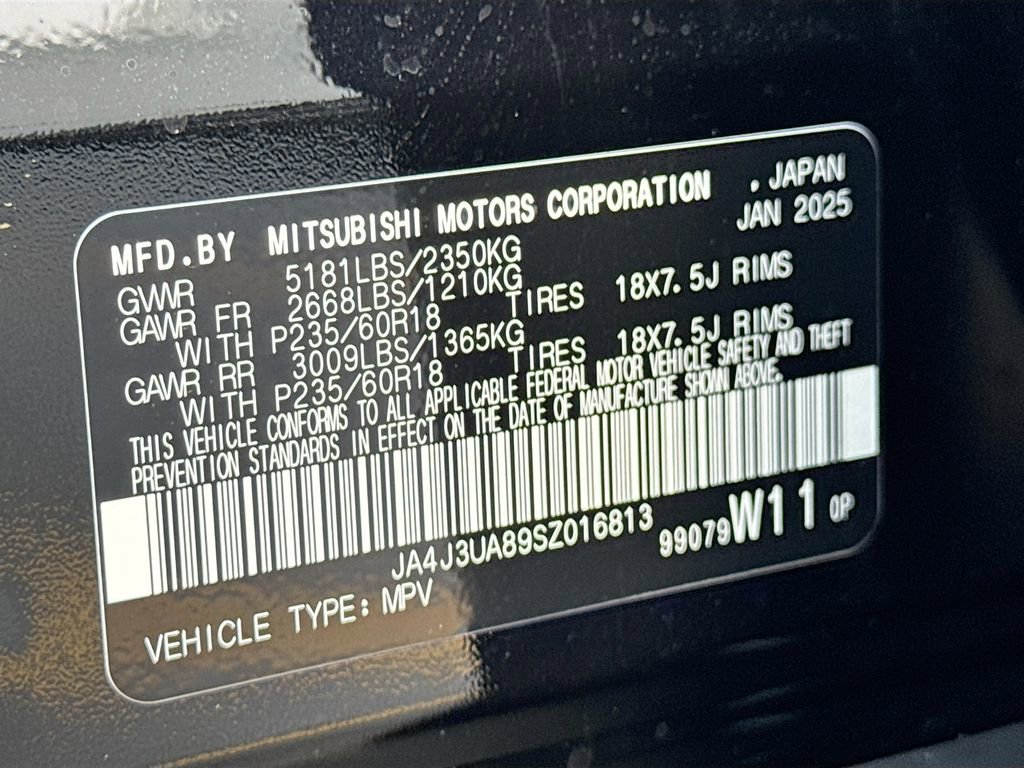 MFD.BY MITSUBISHI MOTORS CORPORATION . JAPAN
JAN 2025
GVWR 5181LBS/2350KG
GAWR FR 2668LBS/1210KG
WITH P235/60R18 TIRES 18X7.5J RIMS
GAWR RR 3009LBS/1365KG
WITH P235/60R18 TIRES 18X7.5J RIMS
THIS VEHICLE CONFORMS TO ALL APPLICABLE FEDERAL MOTOR VEHICLE SAFETY AND THEFT
PREVENTION STANDARDS IN EFFECT ON THE DATE OF MANUFACTURE SHOWN ABOVE.
JA4J3UA89SZ016813 99079W11 0P
VEHICLE TYPE: MPV